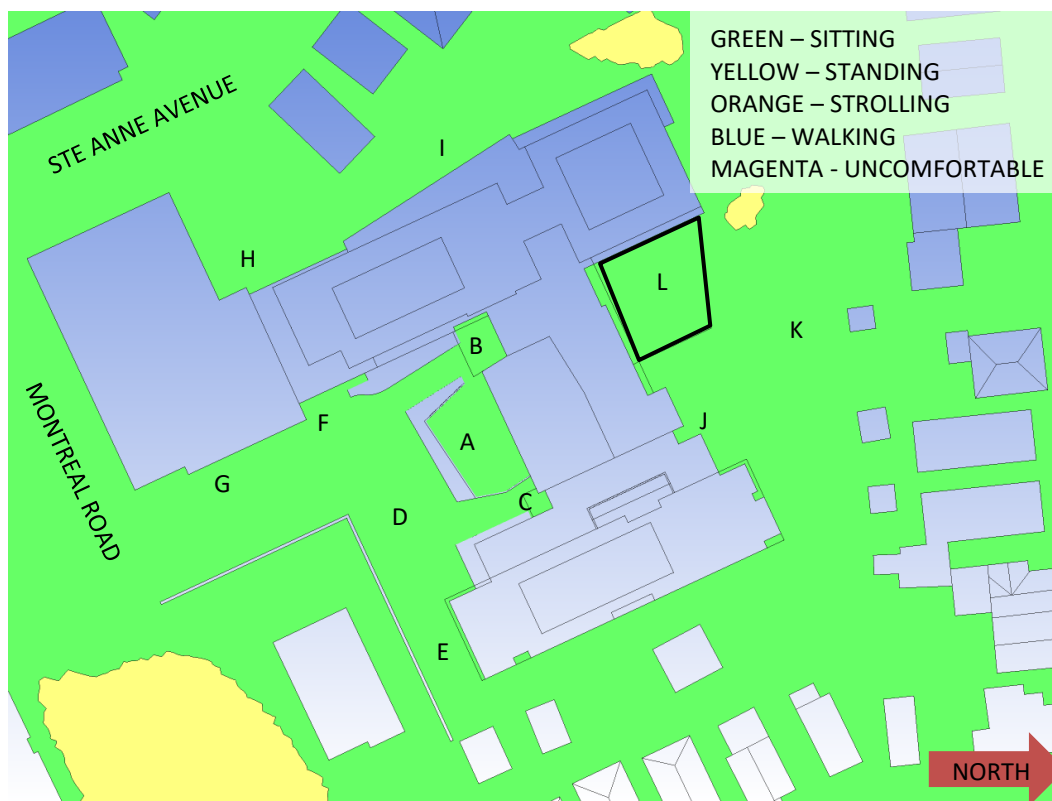 GREEN – SITTING
YELLOW – STANDING
ORANGE – STROLLING
BLUE – WALKING
MAGENTA - UNCOMFORTABLE
STE ANNE AVENUE
I
H
L
K
B
MONTREAL ROAD
F
J
A
G
C
D
E
NORTH